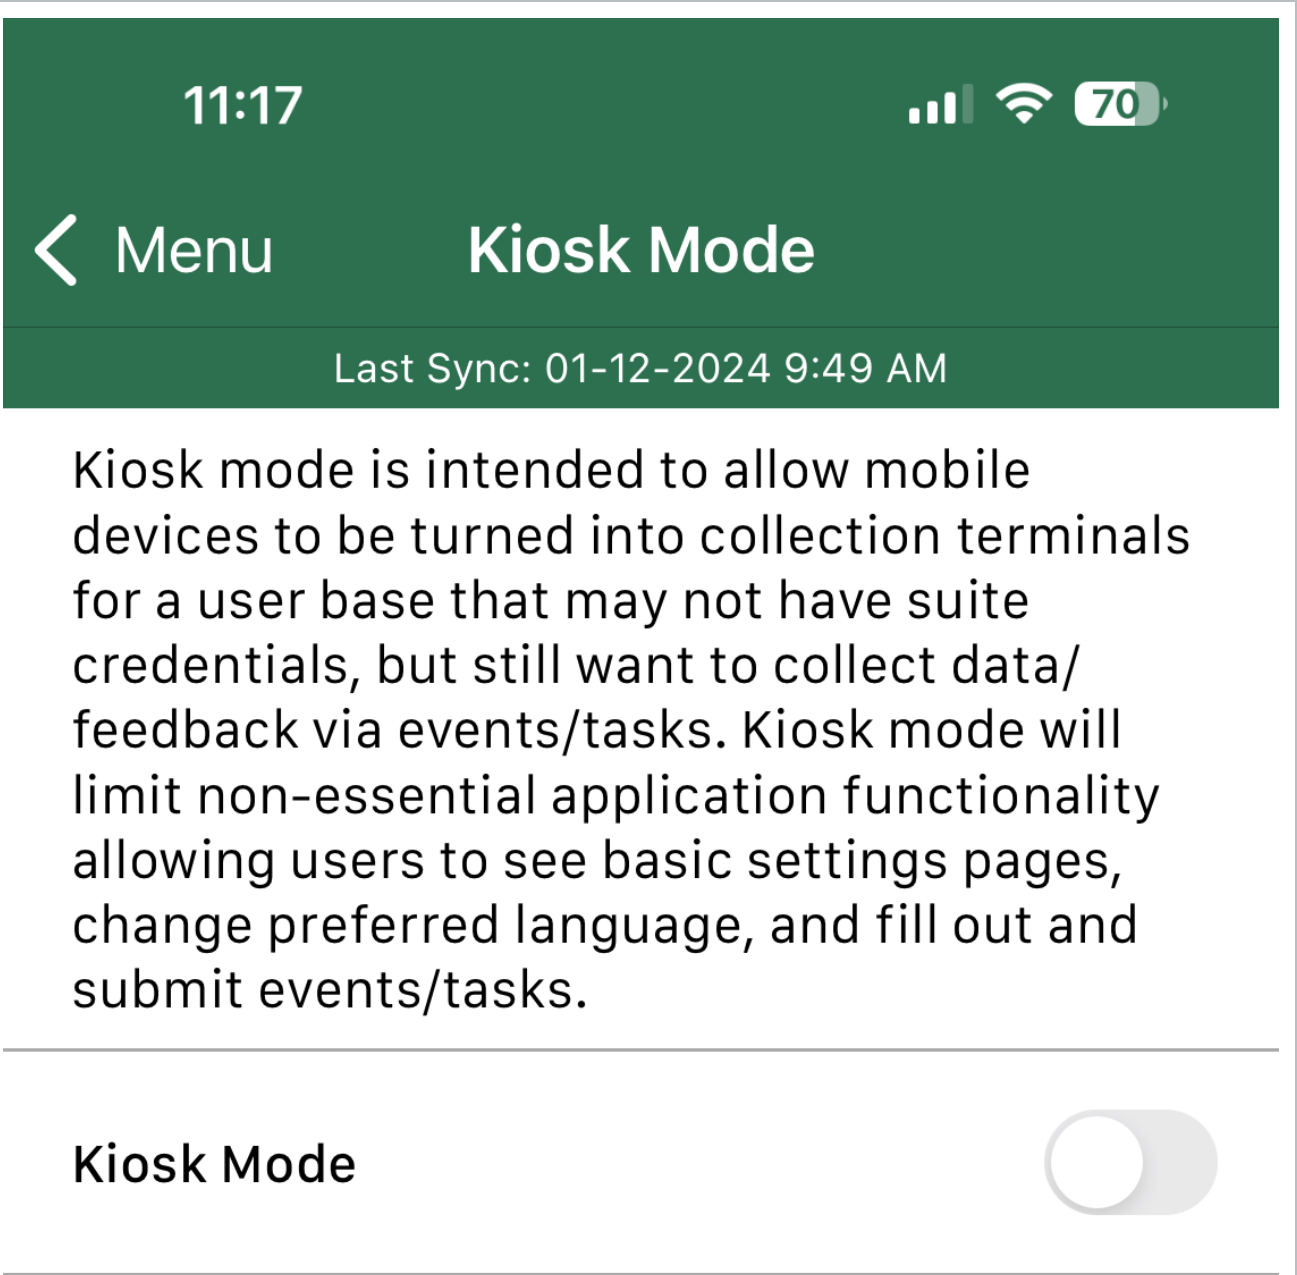 11:17
70
Menu
Kiosk Mode
Last Sync: 01-12-2024 9:49 AM
Kiosk mode is intended to allow mobile
devices to be turned into collection terminals
for a user base that may not have suite
credentials, but still want to collect data/
feedback via events/tasks. Kiosk mode will
limit non-essential application functionality
allowing users to see basic settings pages,
change preferred language, and fill out and
submit events/tasks.
Kiosk Mode